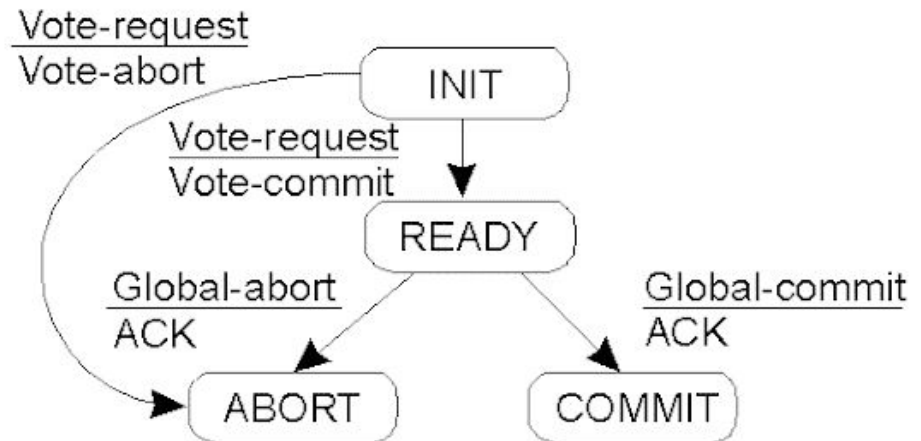 Vote-request
Vote-abort
INIT
Vote-request
Vote-commit
READY
Global-abort
ACK
Global-commit
ACK
ABORT
COMMIT